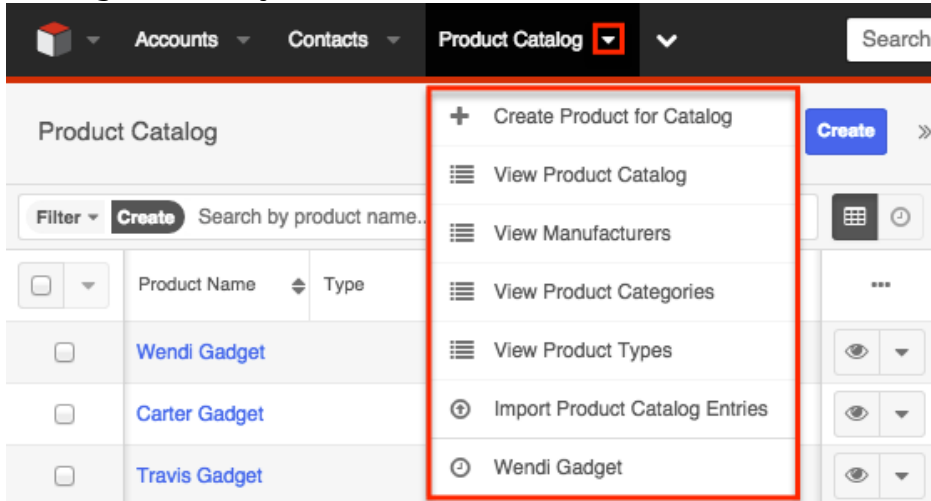 Accounts Contacts Product Catalog Search
Product Catalog
Create
Filter Create Search by product name..
Product Name Type
Wendi Gadget
Carter Gadget
Travis Gadget
Create Product for Catalog
View Product Catalog
View Manufacturers
View Product Categories
View Product Types
Import Product Catalog Entries
Wendi Gadget